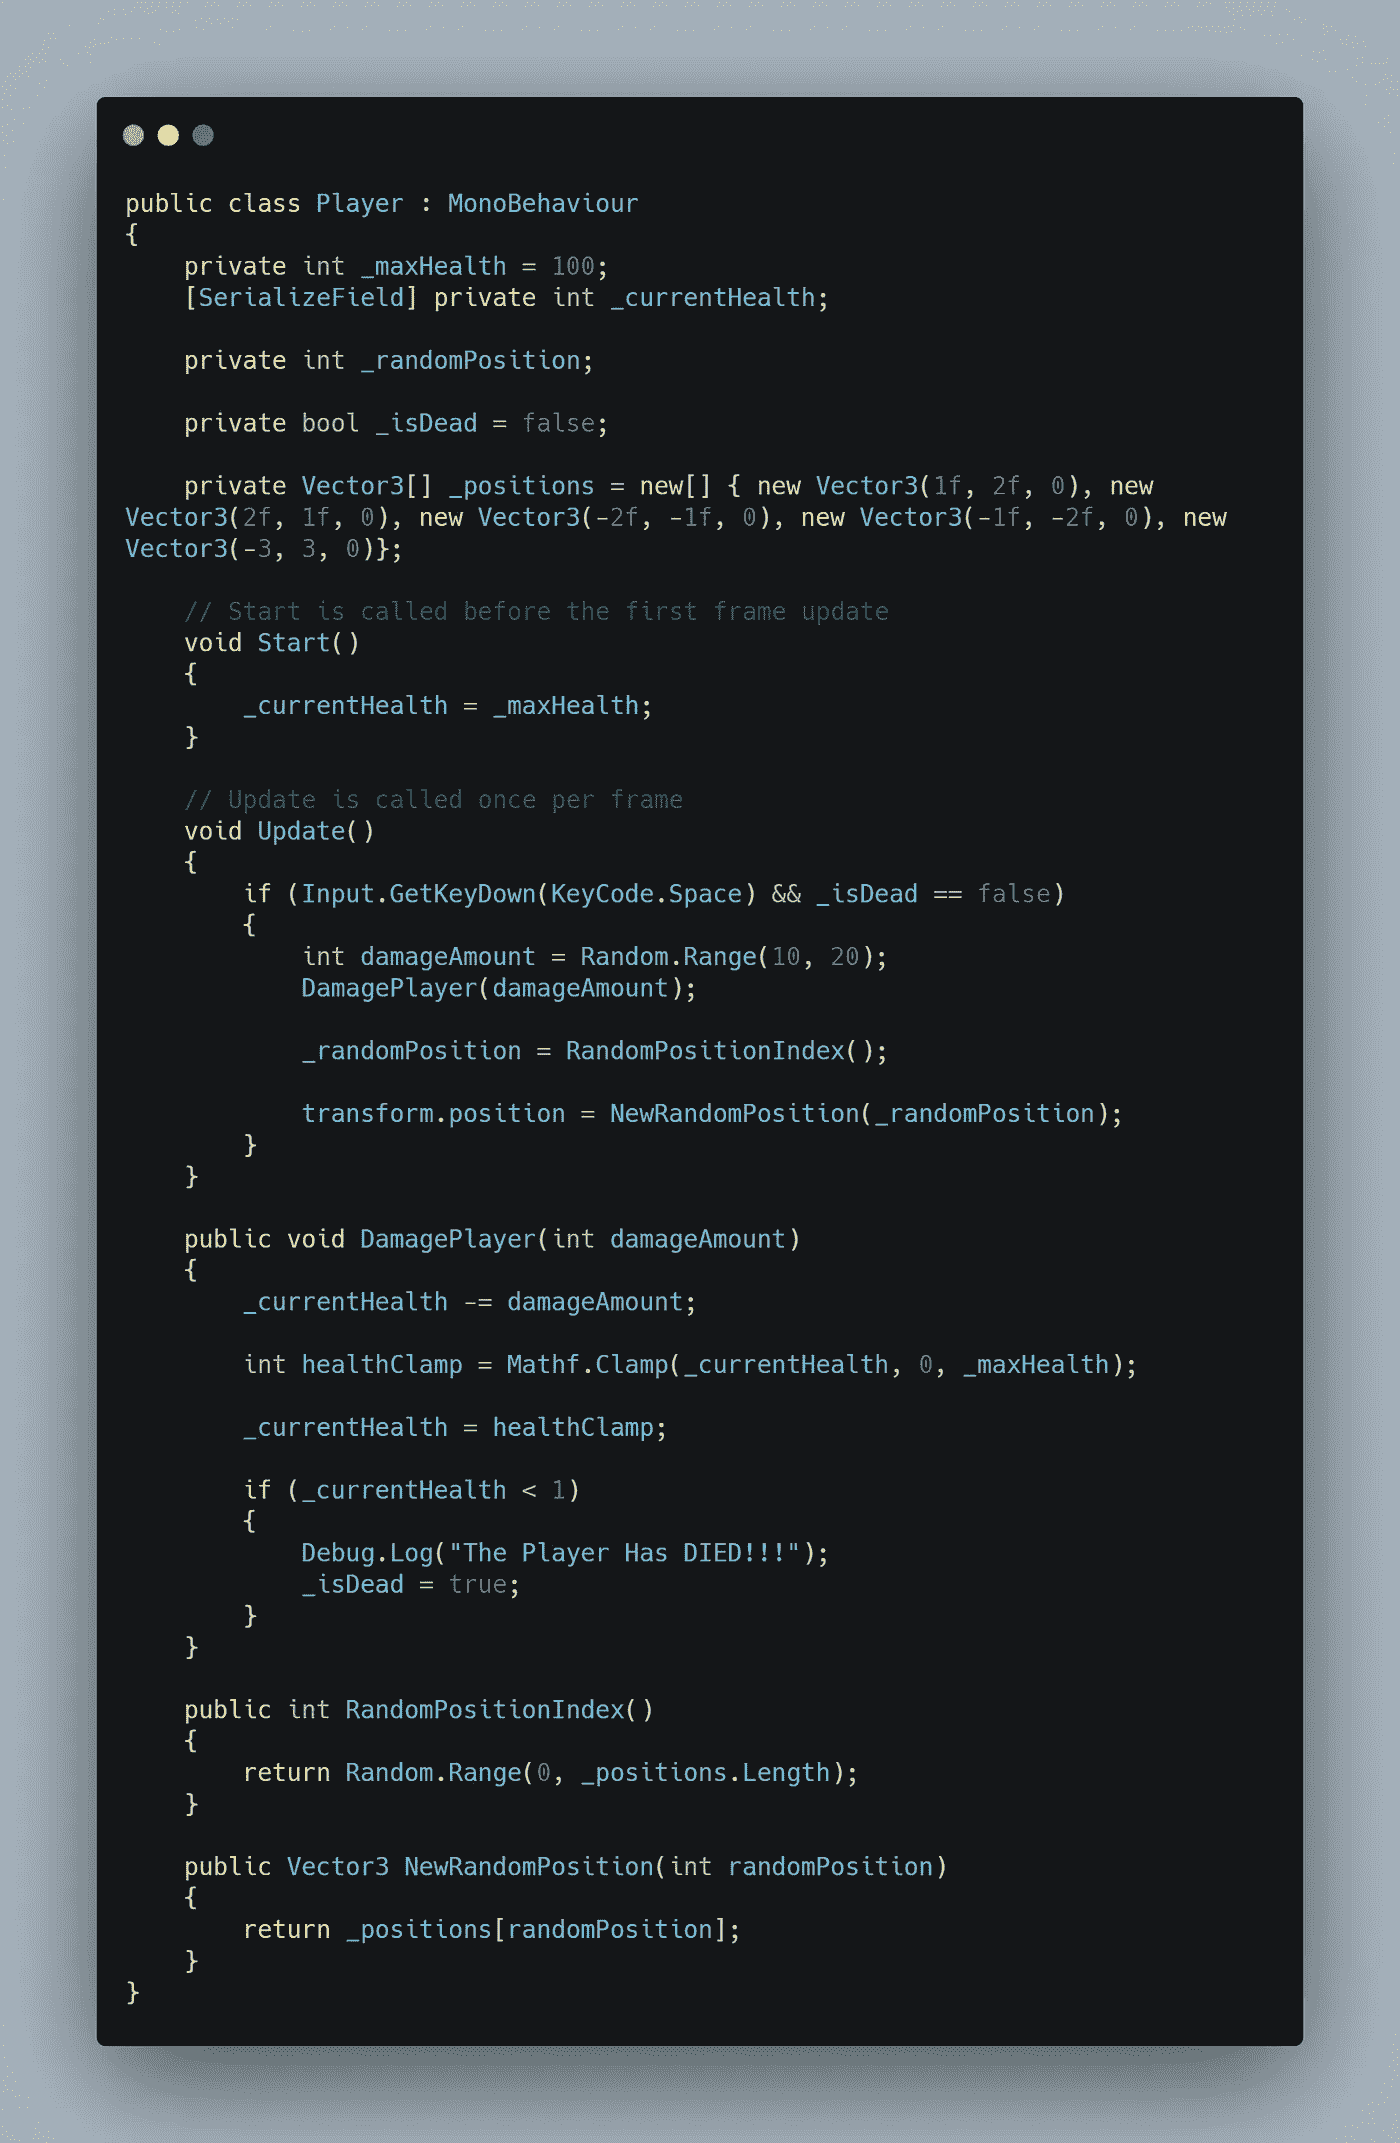 public class Player : MonoBehaviour
{
    private int _maxHealth = 100;
    [SerializeField] private int _currentHealth;

    private int _randomPosition;

    private bool _isDead = false;

    private Vector3[] _positions = new[] { new Vector3(1f, 2f, 0), new
Vector3(2f, 1f, 0), new Vector3(-2f, -1f, 0), new Vector3(-1f, -2f, 0), new
Vector3(-3, 3, 0)};

    // Start is called before the first frame update
    void Start()
    {
        _currentHealth = _maxHealth;
    }

    // Update is called once per frame
    void Update()
    {
        if (Input.GetKeyDown(KeyCode.Space) && _isDead == false)
        {
            int damageAmount = Random.Range(10, 20);
            DamagePlayer(damageAmount);

            _randomPosition = RandomPositionIndex();

            transform.position = NewRandomPosition(_randomPosition);
        }
    }

    public void DamagePlayer(int damageAmount)
    {
        _currentHealth -= damageAmount;

        int healthClamp = Mathf.Clamp(_currentHealth, 0, _maxHealth);

        _currentHealth = healthClamp;

        if (_currentHealth < 1)
        {
            Debug.Log("The Player Has DIED!!!");
            _isDead = true;
        }
    }

    public int RandomPositionIndex()
    {
        return Random.Range(0, _positions.Length);
    }

    public Vector3 NewRandomPosition(int randomPosition)
    {
        return _positions[randomPosition];
    }
}